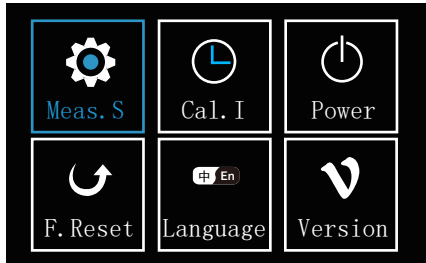 Meas.S
Cal.I
Power
中 En
F.Reset
Language
Version